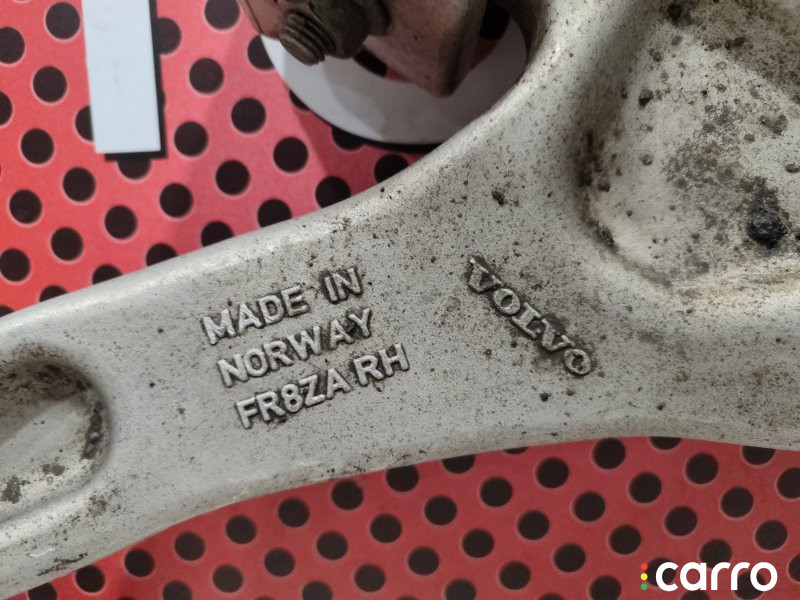 MADE IN
NORWAY
FR8ZA RH
VOLVO
carro